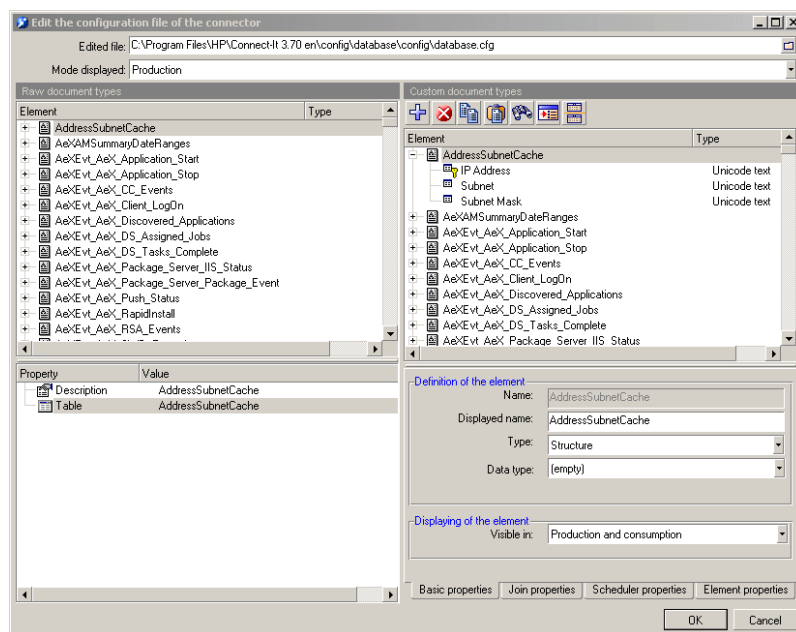 Edit the configuration file of the connector
Edited file: C:\Program Files\HP\Connect-It 3.70 en\config\database\config\database.cfg
Mode displayed: Production
Raw document types
Element Type
AddressSubnetCache
AeXAMSummaryDateRanges
AeXEvt_AeX_Application_Start
AeXEvt_AeX_Application_Stop
AeXEvt_AeX_CC_Events
AeXEvt_AeX_Client_LogOn
AeXEvt_AeX_Discovered_Applications
AeXEvt_AeX_DS_Assigned_Jobs
AeXEvt_AeX_DS_Tasks_Complete
AeXEvt_AeX_Package_Server_IIS_Status
AeXEvt_AeX_Package_Server_Package_Event
AeXEvt_AeX_Push_Status
AeXEvt_AeX_RapidInstall
AeXEvt_AeX_RSA_Events
Custom document types
Element Type
AddressSubnetCache
IP Address Unicode text
Subnet Unicode text
Subnet Mask Unicode text
AeXAMSummaryDateRanges
AeXEvt_AeX_Application_Start
AeXEvt_AeX_Application_Stop
AeXEvt_AeX_CC_Events
AeXEvt_AeX_Client_LogOn
AeXEvt_AeX_Discovered_Applications
AeXEvt_AeX_DS_Assigned_Jobs
AeXEvt_AeX_DS_Tasks_Complete
AeXEvt_AeX_Package_Server_IIS_Status
Property Value
Description AddressSubnetCache
Table AddressSubnetCache
Definition of the element
Name: AddressSubnetCache
Displayed name: AddressSubnetCache
Type: Structure
Data type: (empty)
Displaying of the element
Visible in: Production and consumption
Basic properties Join properties Scheduler properties Element properties
OK Cancel